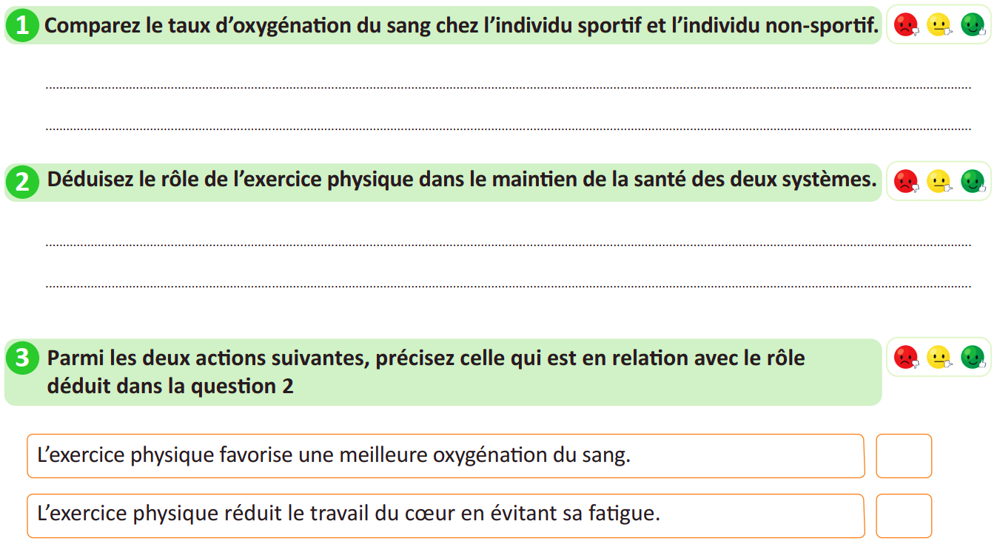 1 Comparez le taux d’oxygénation du sang chez l’individu sportif et l’individu non-sportif.
2 Déduisez le rôle de l’exercice physique dans le maintien de la santé des deux systèmes.
3 Parmi les deux actions suivantes, précisez celle qui est en relation avec le rôle
déduit dans la question 2
L’exercice physique favorise une meilleure oxygénation du sang.
L’exercice physique réduit le travail du cœur en évitant sa fatigue.